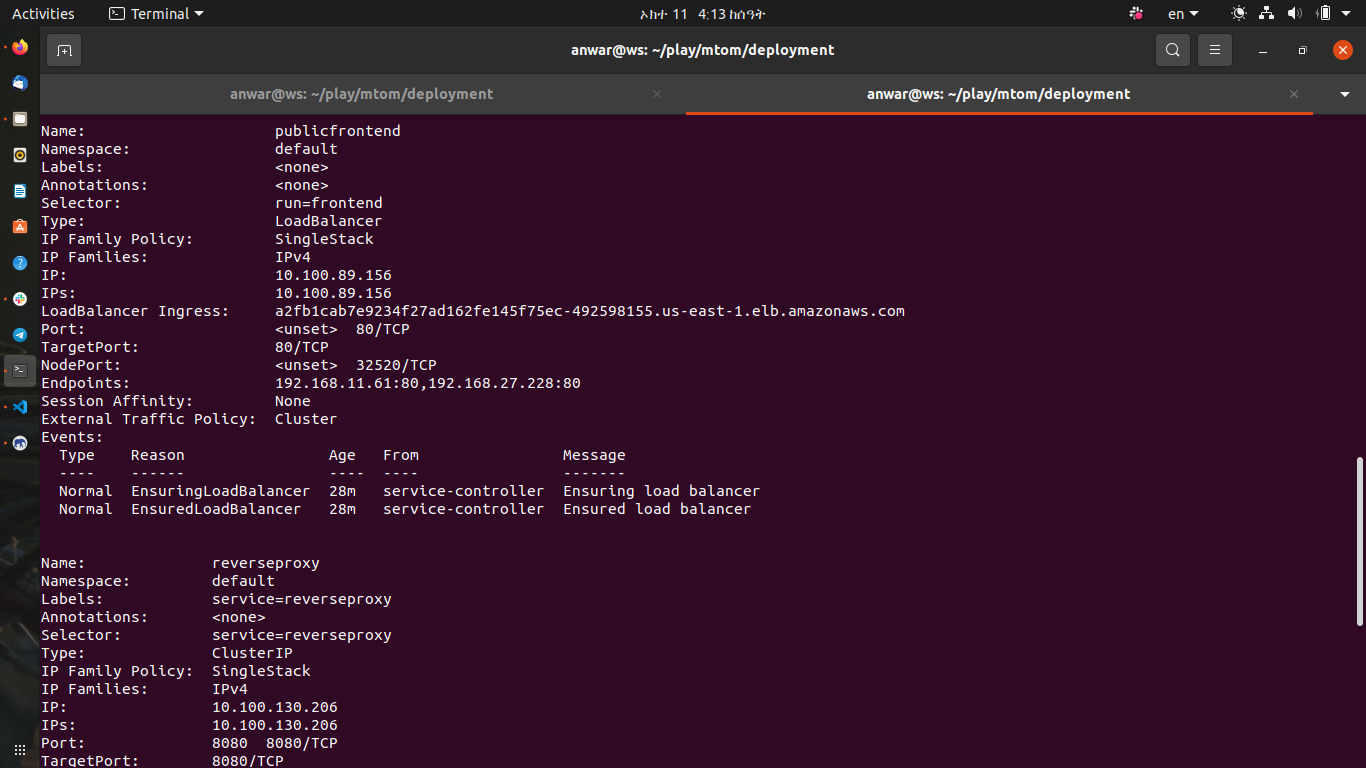 Activities Terminal ኦክተ 11 4:13 ከሰዓት en
anwar@ws: ~/play/mtom/deployment
anwar@ws: ~/play/mtom/deployment anwar@ws: ~/play/mtom/deployment
Name: publicfrontend
Namespace: default
Labels: <none>
Annotations: <none>
Selector: run=frontend
Type: LoadBalancer
IP Family Policy: SingleStack
IP Families: IPv4
IP: 10.100.89.156
IPs: 10.100.89.156
LoadBalancer Ingress: a2fb1cab7e9234f27ad162fe145f75ec-492598155.us-east-1.elb.amazonaws.com
Port: <unset> 80/TCP
TargetPort: 80/TCP
NodePort: <unset> 32520/TCP
Endpoints: 192.168.11.61:80,192.168.27.228:80
Session Affinity: None
External Traffic Policy: Cluster
Events:
Type Reason Age From Message
---- ------ ---- ---- -------
Normal EnsuringLoadBalancer 28m service-controller Ensuring load balancer
Normal EnsuredLoadBalancer 28m service-controller Ensured load balancer
Name: reverseproxy
Namespace: default
Labels: service=reverseproxy
Annotations: <none>
Selector: service=reverseproxy
Type: ClusterIP
IP Family Policy: SingleStack
IP Families: IPv4
IP: 10.100.130.206
IPs: 10.100.130.206
Port: 8080 8080/TCP
TargetPort: 8080/TCP